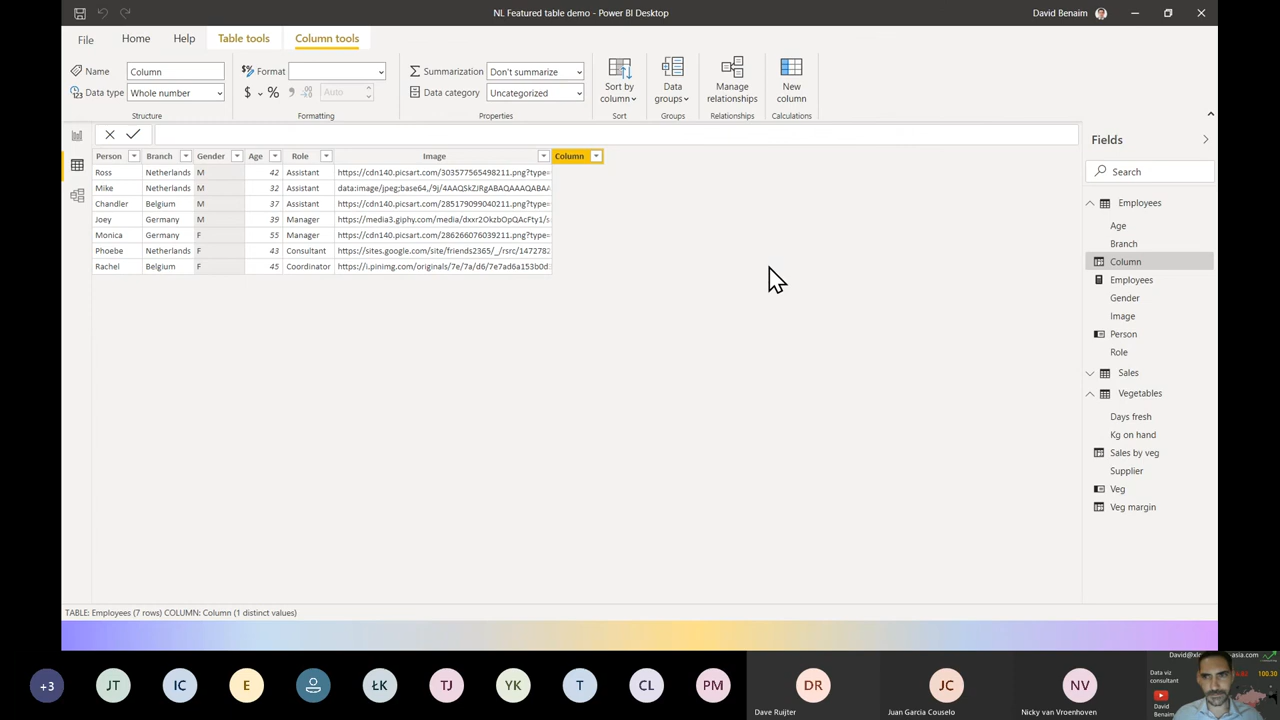 NL Featured table demo - Power BI Desktop
David Benaim
File
Home
Help
Table tools
Column tools
Name
Column
Format
Summarization
Don't summarize
Data type
Whole number
$
%
Auto
Data category
Uncategorized
Sort by
column
Data
groups
Manage
relationships
New
column
Structure
Formatting
Properties
Sort
Groups
Relationships
Calculations
Person Branch Gender Age Role Image Column
Ross Netherlands M 42 Assistant https://cdn140.picsart.com/303577565498211.png?type=
Mike Netherlands M 32 Assistant data:image/jpeg;base64,/9j/4AAQSkZJRgABAQAAAQABAA
Chandler Belgium M 37 Assistant https://cdn140.picsart.com/285179099040211.png?type=
Joey Germany M 39 Manager https://media3.giphy.com/media/dxxr2OkzbOpQAcFty1/s
Monica Germany F 55 Manager https://cdn140.picsart.com/286266076039211.png?type=
Phoebe Netherlands F 43 Consultant https://sites.google.com/site/friends2365/_/rsrc/1472782
Rachel Belgium F 45 Coordinator https://i.pinimg.com/originals/7e/7a/d6/7e7ad6a153b0d
Fields
Search
Employees
Age
Branch
Column
Employees
Gender
Image
Person
Role
Sales
Vegetables
Days fresh
Kg on hand
Sales by veg
Supplier
Veg
Veg margin
TABLE: Employees (7 rows) COLUMN: Column (1 distinct values)
+3
JT
IC
E
ŁK
TJ
YK
T
CL
PM
DR
Dave Ruijter
JC
Juan Garcia Couselo
NV
Nicky van Vroenhoven
Data viz
consultant
100.30
David
Benaim